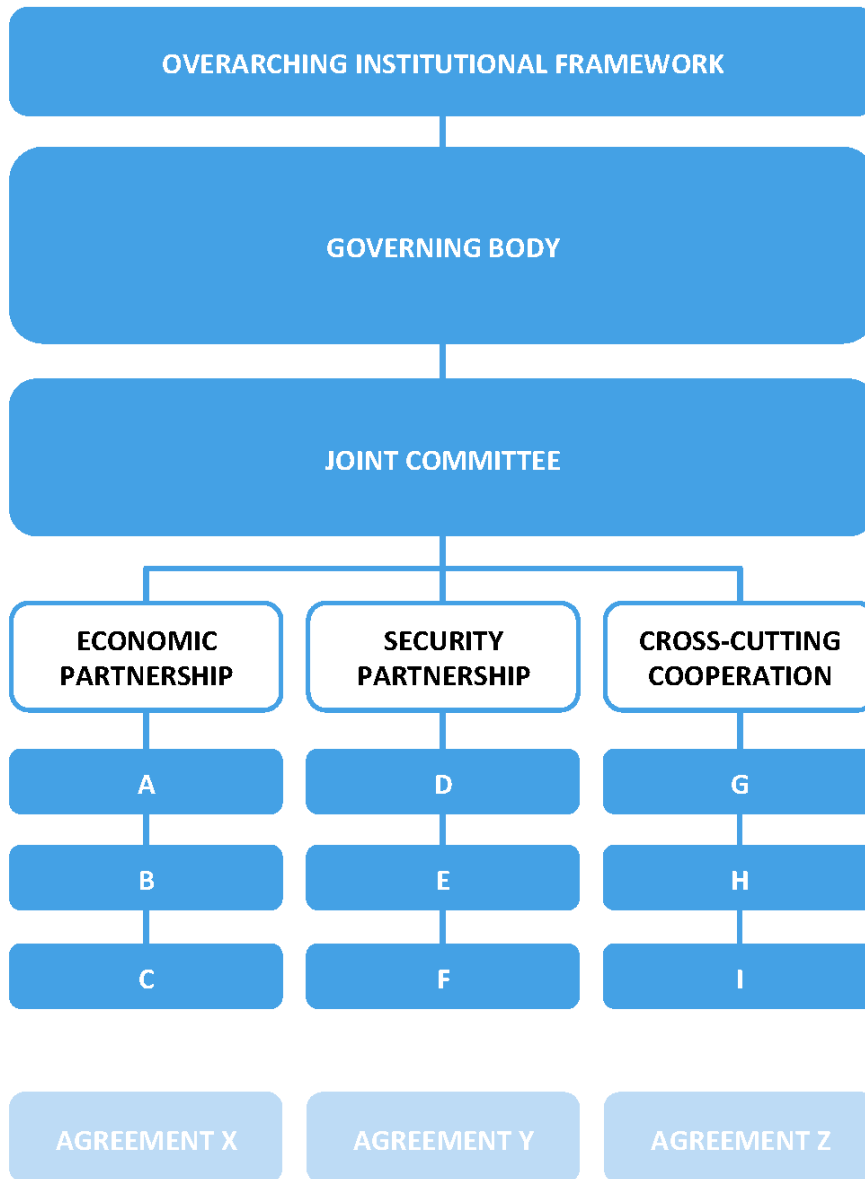 OVERARCHING INSTITUTIONAL FRAMEWORK
GOVERNING BODY
JOINT COMMITTEE
ECONOMIC
PARTNERSHIP
SECURITY
PARTNERSHIP
CROSS-CUTTING
COOPERATION
A
D
G
B
E
H
C
F
I
AGREEMENT X
AGREEMENT Y
AGREEMENT Z